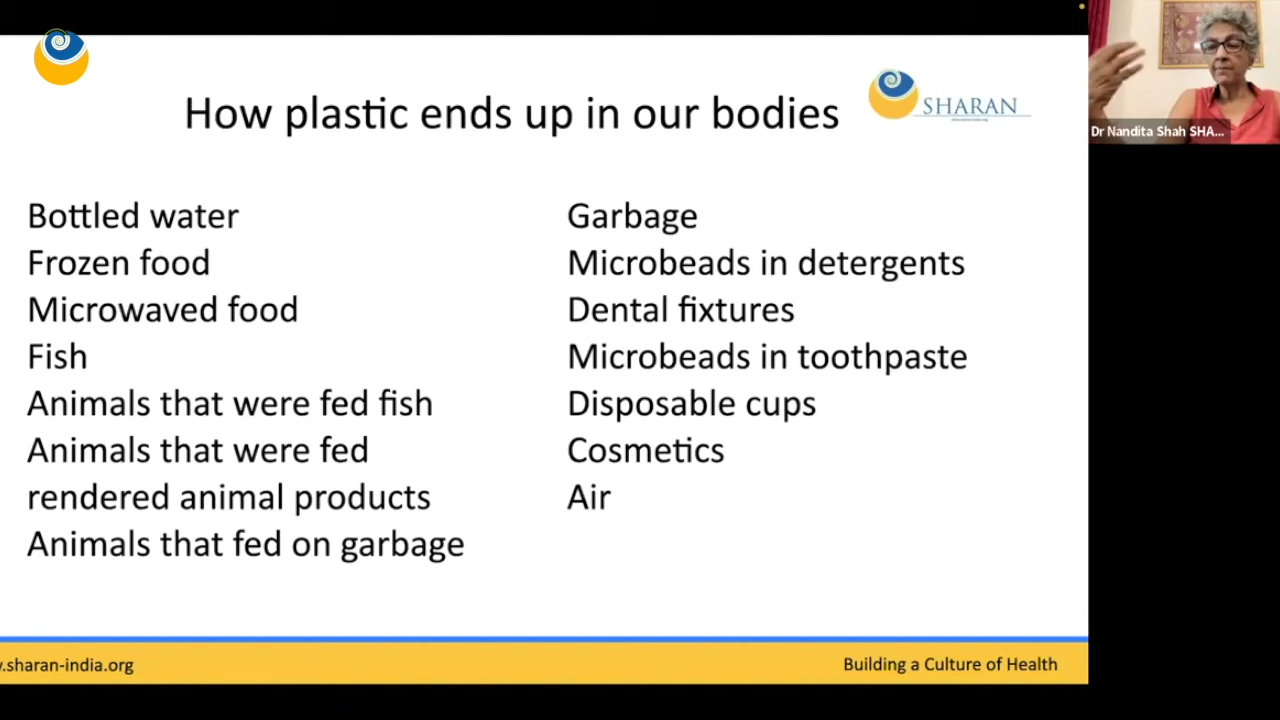 How plastic ends up in our bodies
SHARAN
Bottled water
Frozen food
Microwaved food
Fish
Animals that were fed fish
Animals that were fed
rendered animal products
Animals that fed on garbage
Garbage
Microbeads in detergents
Dental fixtures
Microbeads in toothpaste
Disposable cups
Cosmetics
Air
.sharan-india.org
Building a Culture of Health
Dr Nandita Shah SHA...